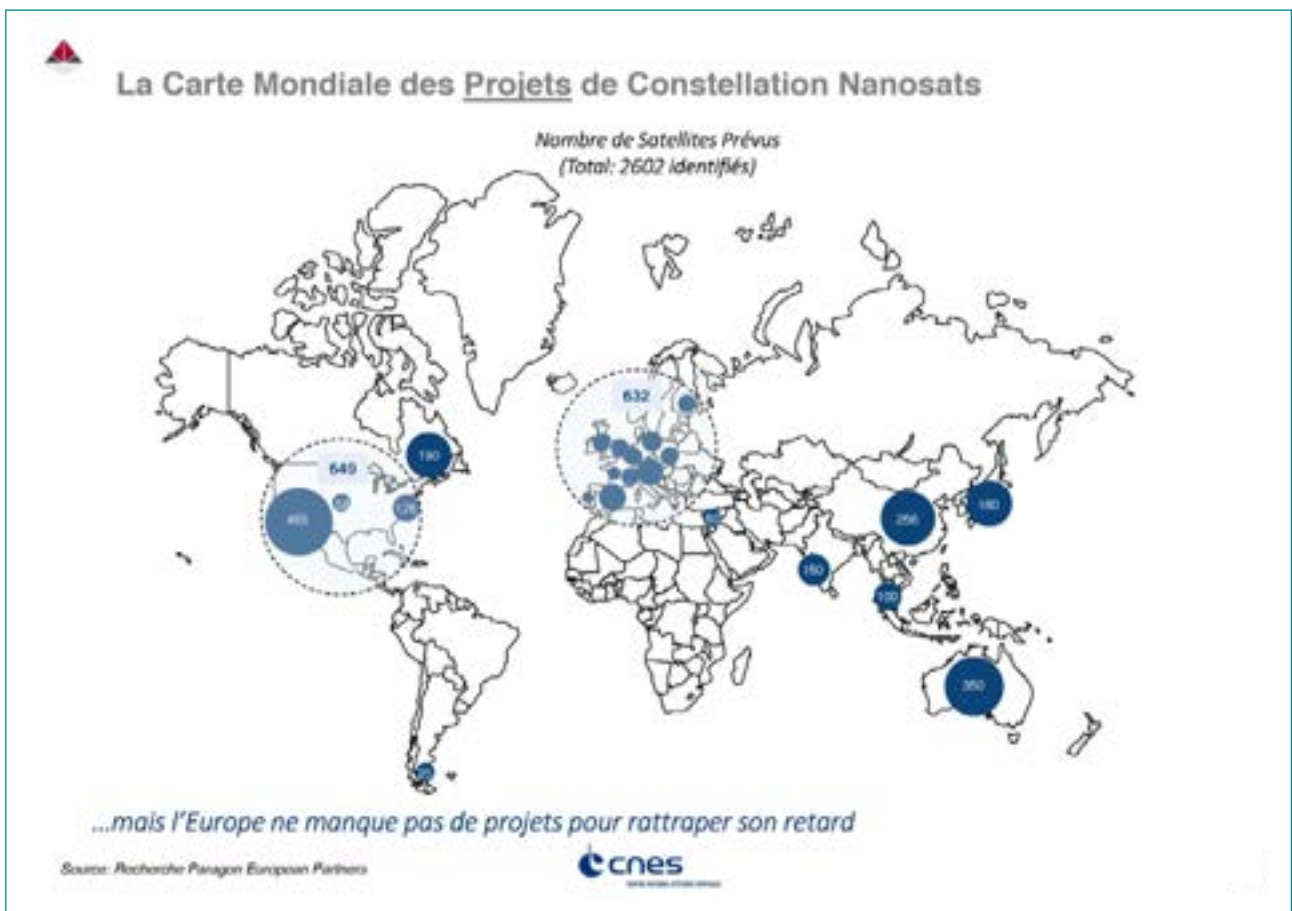 La Carte Mondiale des Projets de Constellation Nanosats
Nombre de Satellites Prévus
(Total: 2602 identifiés)
632
190
649
126
180
150
100
350
...mais l'Europe ne manque pas de projets pour rattraper son retard
Source: Recherche Paragon European Partners
cnes